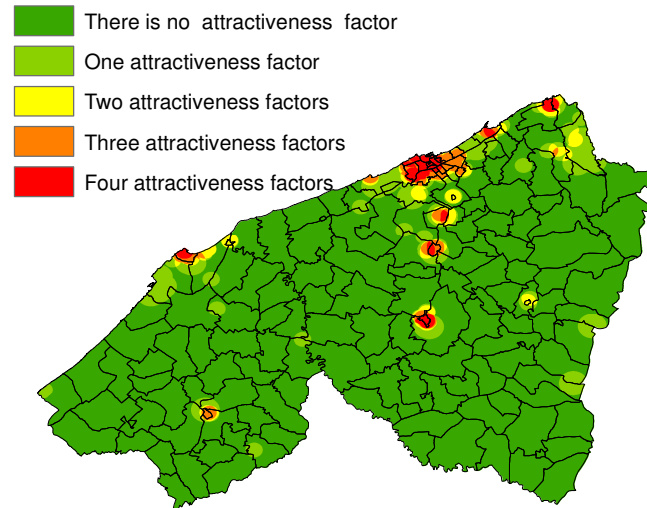 There is no attractiveness factor
One attractiveness factor
Two attractiveness factors
Three attractiveness factors
Four attractiveness factors